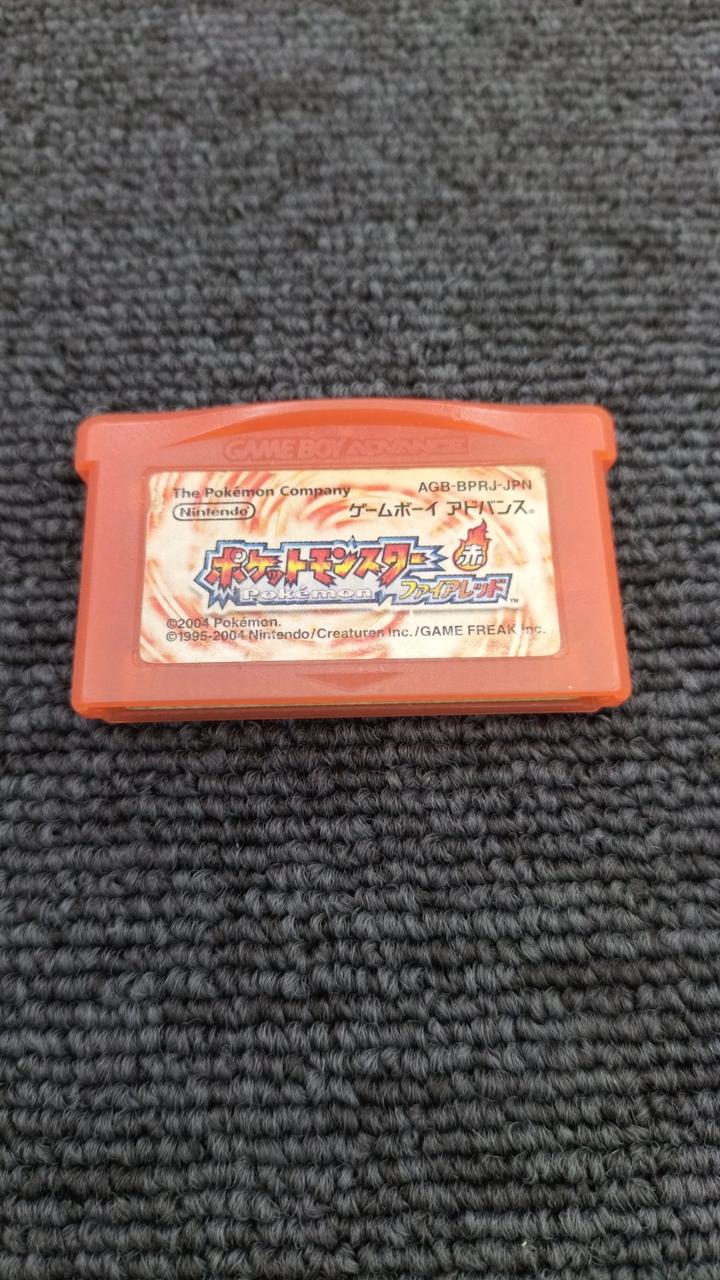 GAME BOY ADVANCE
The Pokémon Company
AGB-BPRJ-JPN
Nintendo®
ゲームボーイ アドバンス®
ポケットモンスター
赤
Pokémon
ファイアレッド™
©2004 Pokémon.
©1995-2004 Nintendo/Creatures Inc./GAME FREAK inc.